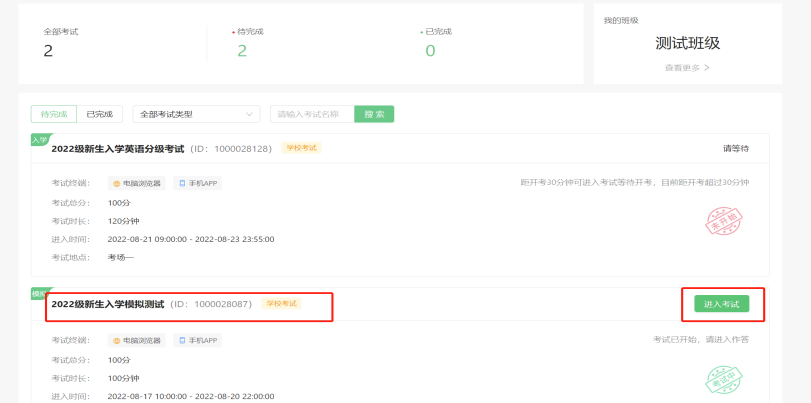 全部考试
2
待完成
2
已完成
0
我的班级
测试班级
查看更多 >
待完成 已完成 全部考试类型 请输入考试名称 搜索
入学
2022级新生入学英语分级考试 (ID: 1000028128) 学校考试 请等待
考试终端: 电脑浏览器 手机APP 距开考30分钟可进入考试等待开考,目前距开考超过30分钟
考试总分: 100分
考试时长: 120分钟
未开始
进入时间: 2022-08-21 09:00:00 - 2022-08-23 23:55:00
考试地点: 考场一
模拟
2022级新生入学模拟测试 (ID: 1000028087) 学校考试 进入考试
考试终端: 电脑浏览器 手机APP 考试已开始,请进入作答
考试总分: 100分
考试时长: 100分钟
考试中
进入时间: 2022-08-17 10:00:00 - 2022-08-20 22:00:00